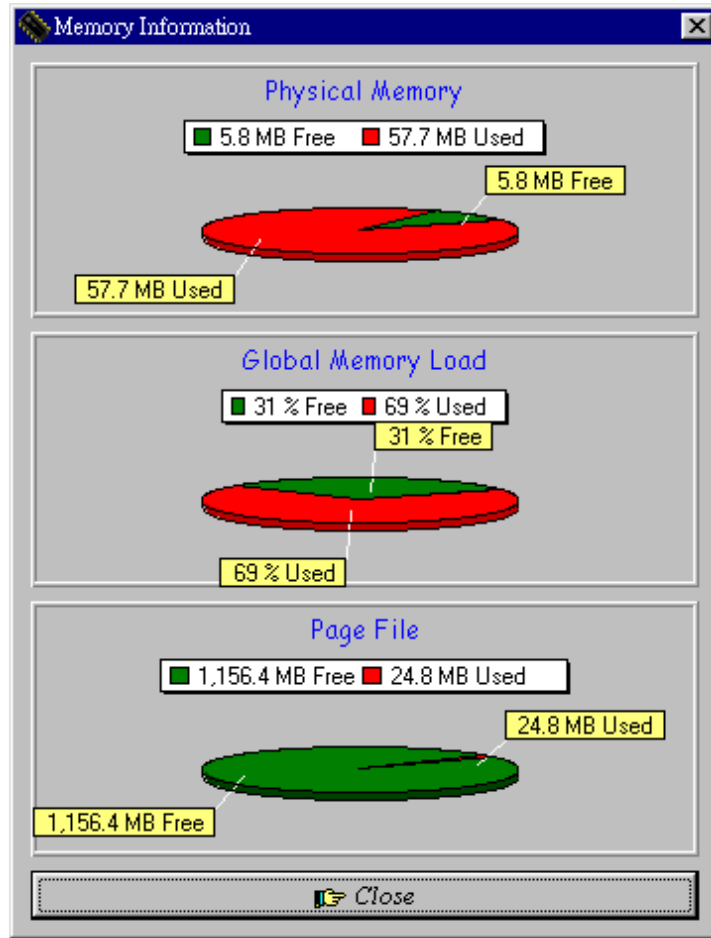 Memory Information
Physical Memory
5.8 MB Free 57.7 MB Used
5.8 MB Free
57.7 MB Used
Global Memory Load
31 % Free 69 % Used
31 % Free
69 % Used
Page File
1,156.4 MB Free 24.8 MB Used
24.8 MB Used
1,156.4 MB Free
Close